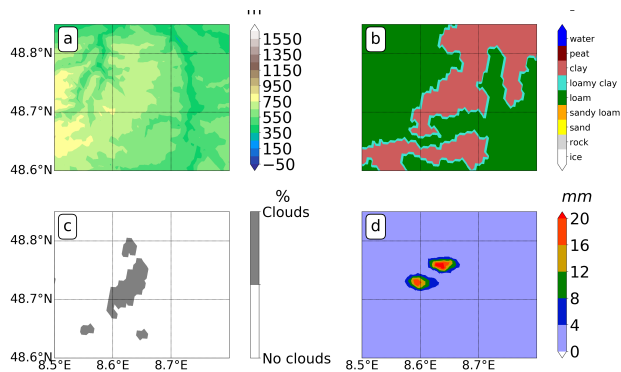 m
a
48.8°N
48.7°N
48.6°N
1550
1350
1150
950
750
550
350
150
−50
b
water
peat
clay
loamy clay
loam
sandy loam
sand
rock
ice
%
Clouds
c
48.8°N
48.7°N
48.6°N
8.5°E
8.6°E
8.7°E
No clouds
mm
d
20
16
12
8
4
0
8.5°E
8.6°E
8.7°E